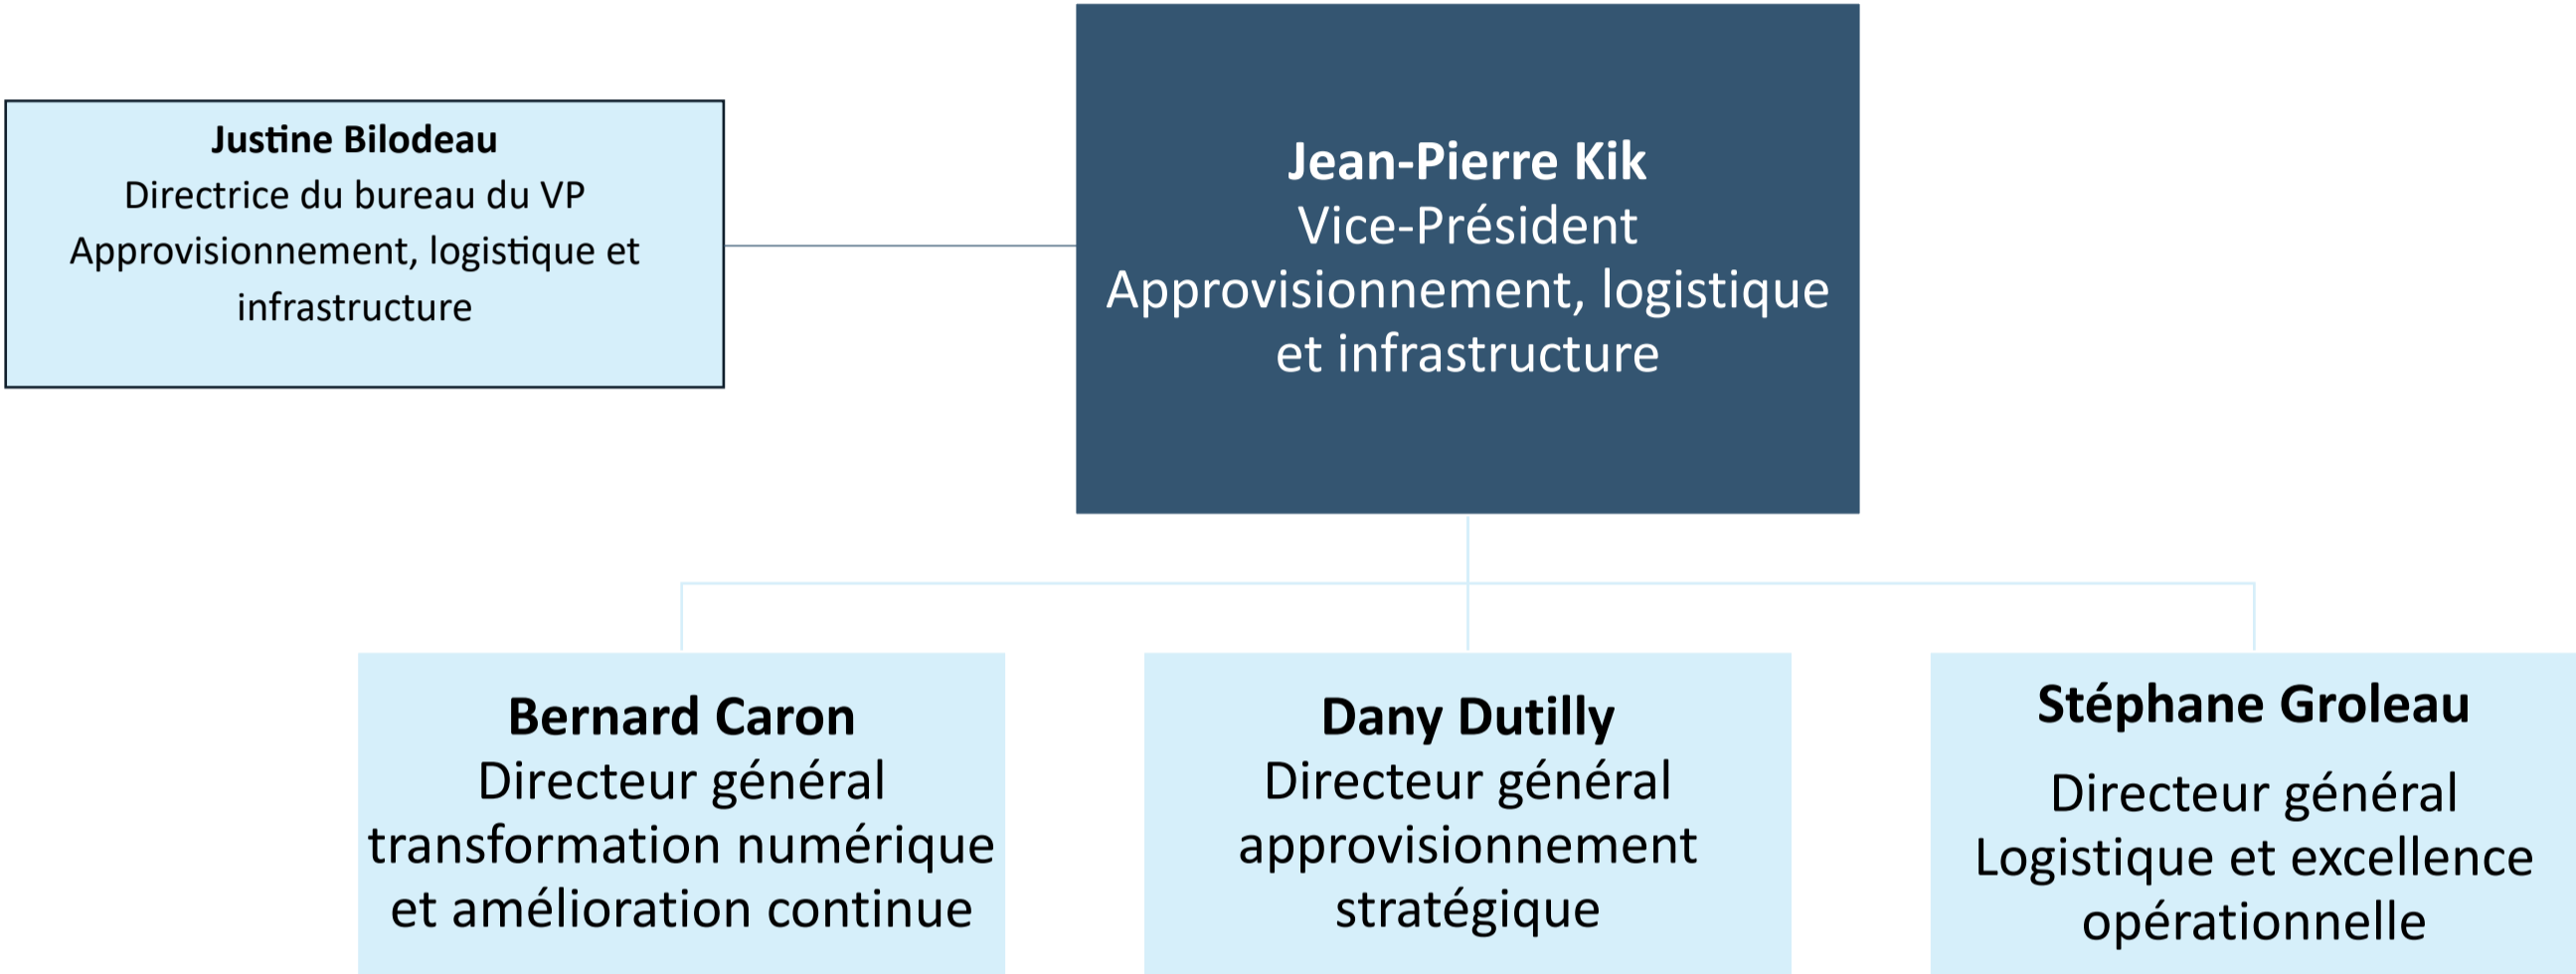 Justine Bilodeau
Directrice du bureau du VP
Approvisionnement, logistique et
infrastructure
Jean-Pierre Kik
Vice-Président
Approvisionnement, logistique
et infrastructure
Bernard Caron
Directeur général
transformation numérique
et amélioration continue
Dany Dutilly
Directeur général
approvisionnement
stratégique
Stéphane Groleau
Directeur général
Logistique et excellence
opérationnelle